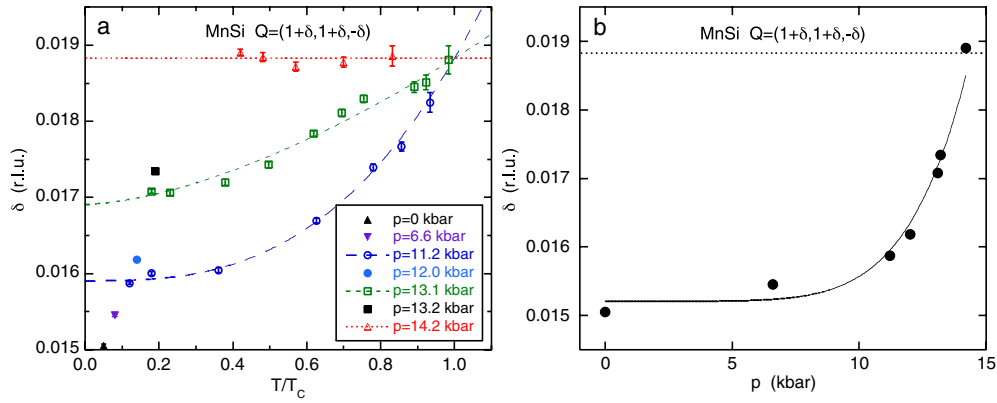 a
MnSi Q=(1+δ,1+δ,-δ)
0.019
0.018
0.017
0.016
0.015
δ (r.l.u.)
p=0 kbar
p=6.6 kbar
p=11.2 kbar
p=12.0 kbar
p=13.1 kbar
p=13.2 kbar
p=14.2 kbar
0.0 0.2 0.4 0.6 0.8 1.0
T/T_C
b
MnSi Q=(1+δ,1+δ,-δ)
0.019
0.018
0.017
0.016
0.015
δ (r.l.u.)
0 5 10 15
p (kbar)